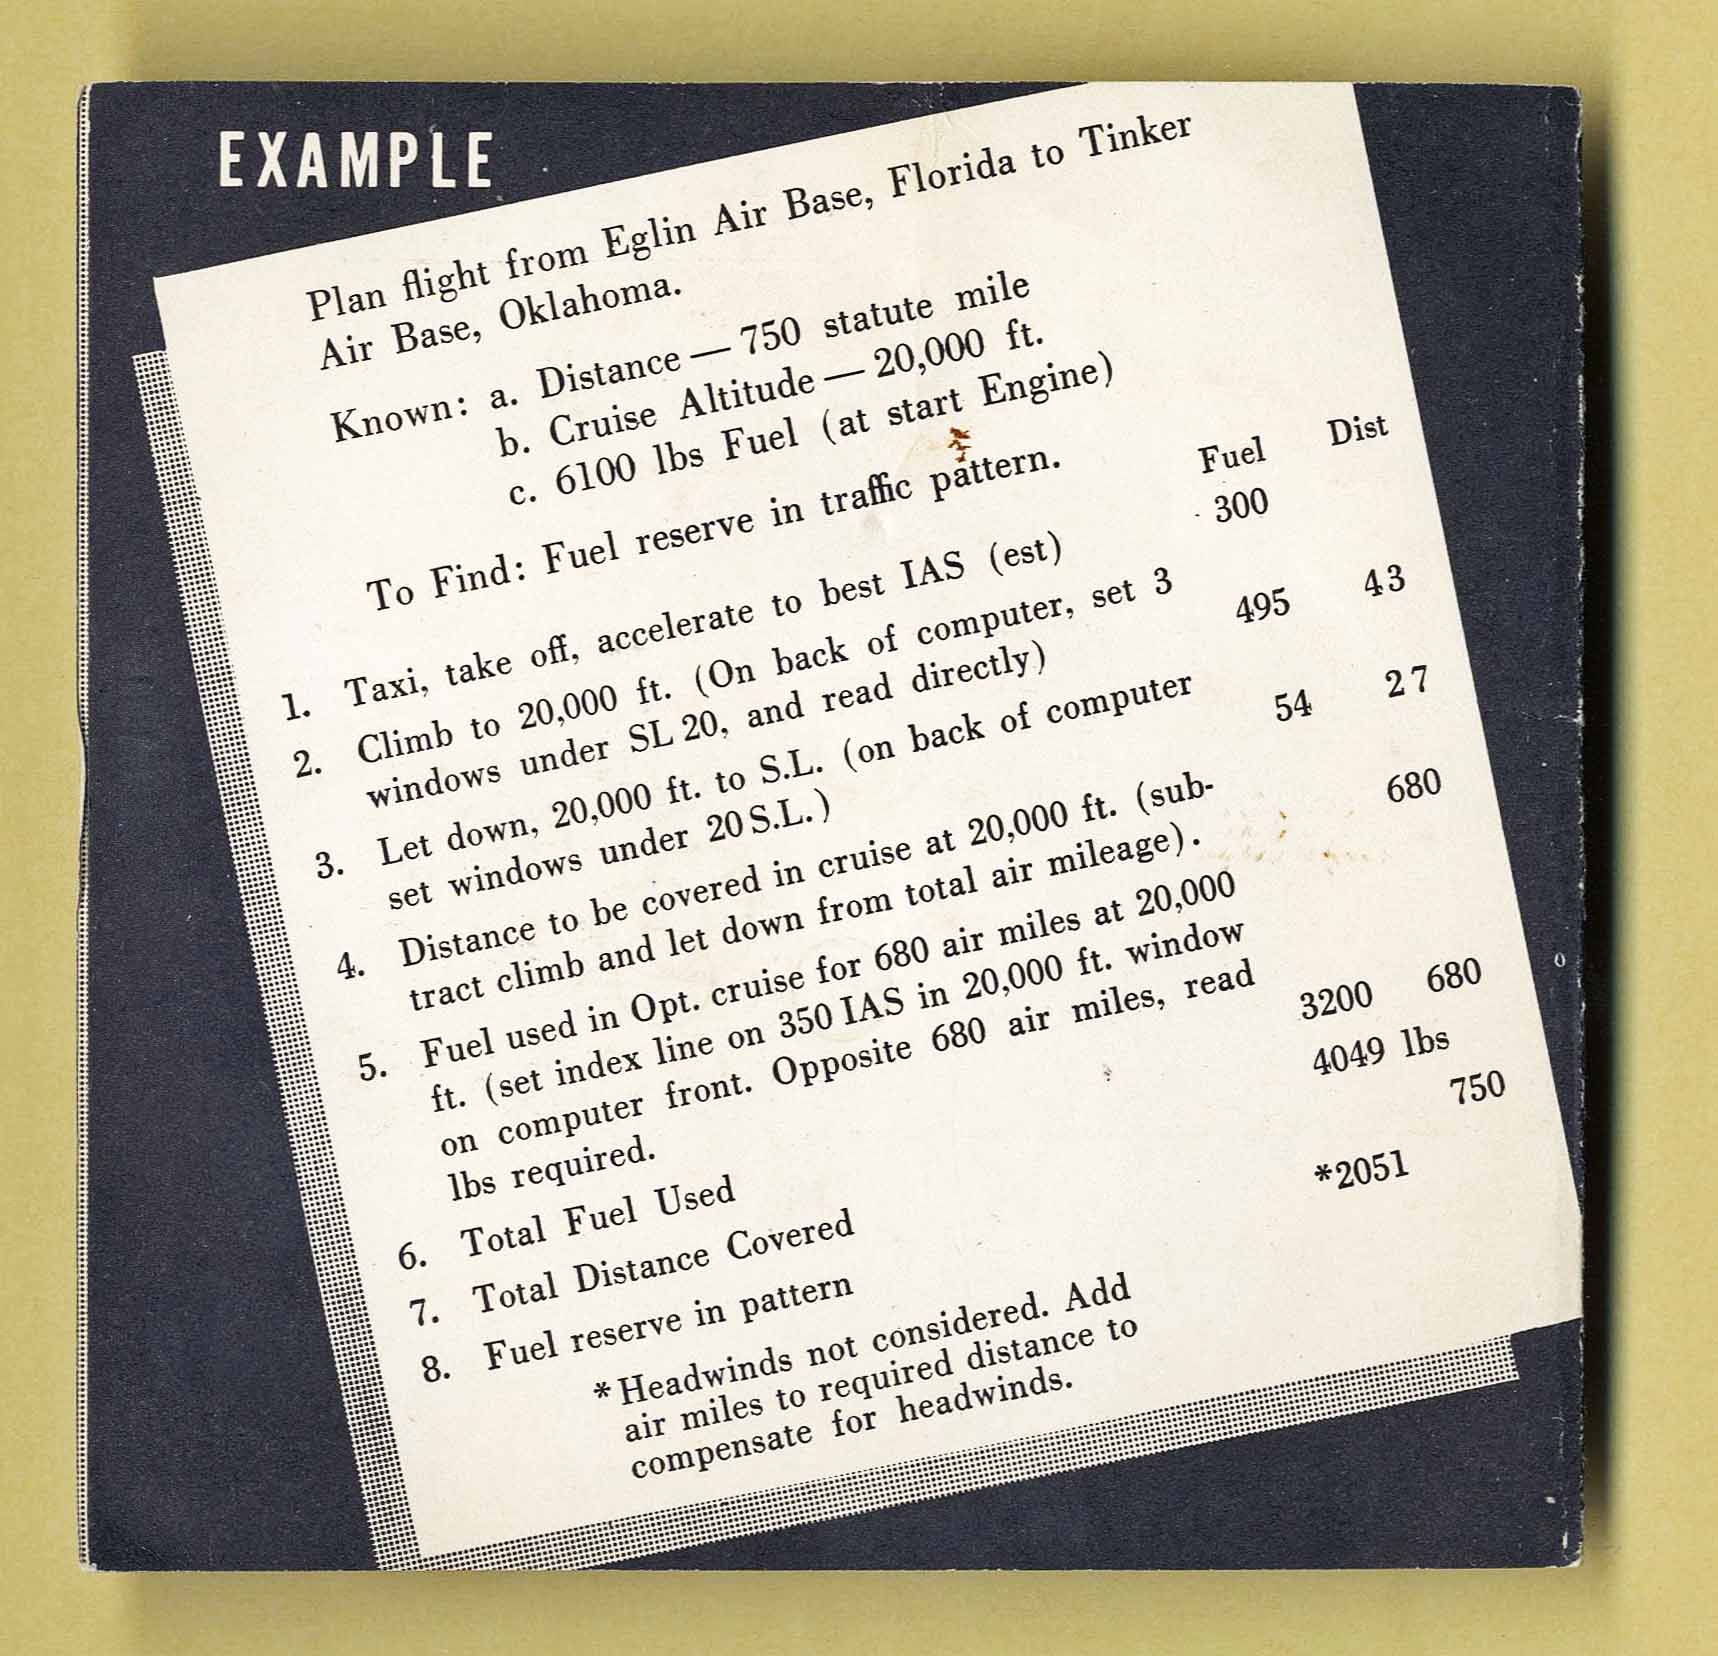 EXAMPLE
Plan flight from Eglin Air Base, Florida to Tinker
Air Base, Oklahoma.
Known: a. Distance — 750 statute mile
b. Cruise Altitude — 20,000 ft.
c. 6100 lbs Fuel (at start Engine)
To Find: Fuel reserve in traffic pattern.
Fuel Dist
1. Taxi, take off, accelerate to best IAS (est) 300
2. Climb to 20,000 ft. (On back of computer, set 3
windows under SL 20, and read directly) 495 43
3. Let down, 20,000 ft. to S.L. (on back of computer
set windows under 20 S.L.) 54 27
4. Distance to be covered in cruise at 20,000 ft. (sub-
tract climb and let down from total air mileage). 680
5. Fuel used in Opt. cruise for 680 air miles at 20,000
ft. (set index line on 350 IAS in 20,000 ft. window
on computer front. Opposite 680 air miles, read
lbs required. 3200 680
6. Total Fuel Used 4049 lbs
7. Total Distance Covered 750
8. Fuel reserve in pattern *2051
*Headwinds not considered. Add
air miles to required distance to
compensate for headwinds.